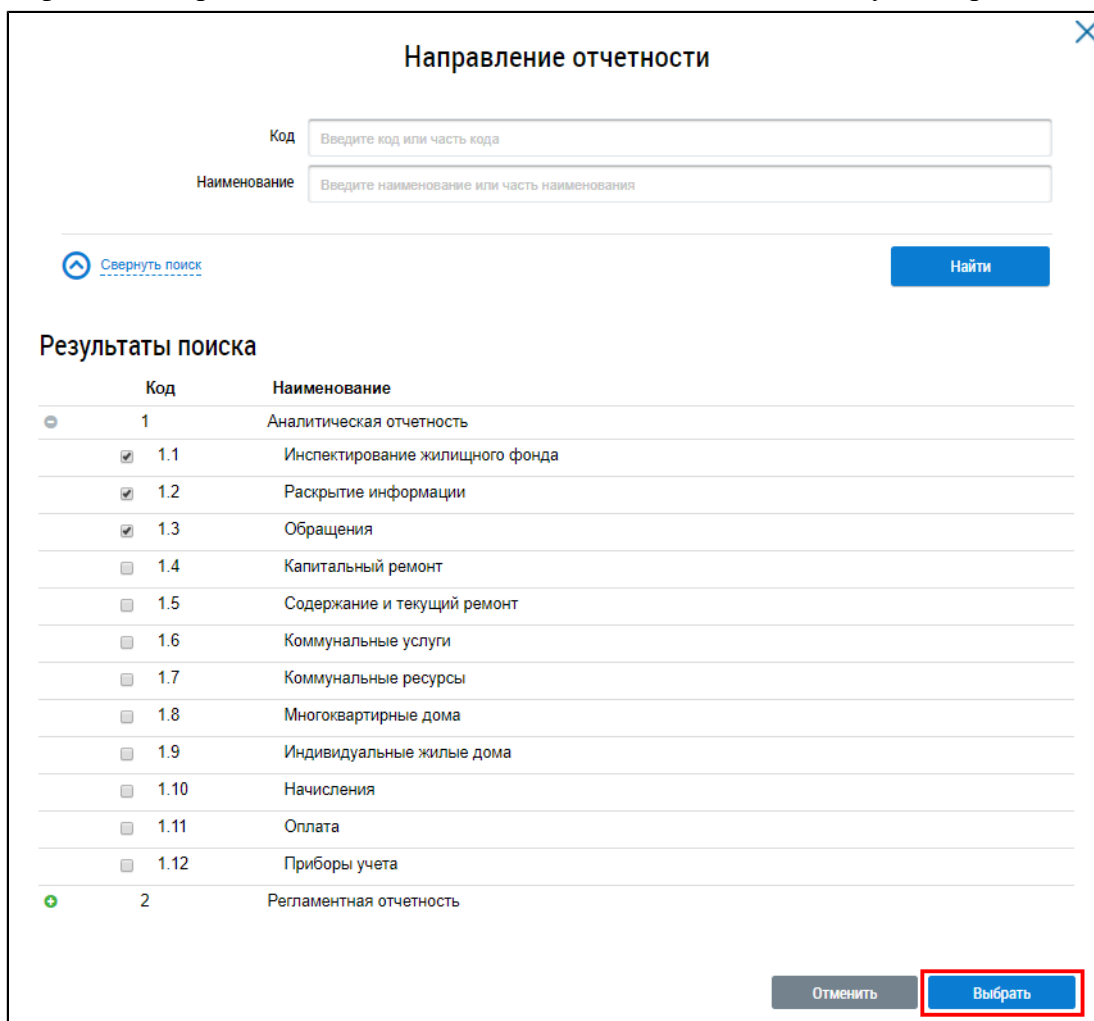 Направление отчетности
Код Введите код или часть кода
Наименование Введите наименование или часть наименования
Свернуть поиск Найти
Результаты поиска
Код Наименование
1 Аналитическая отчетность
1.1 Инспектирование жилищного фонда
1.2 Раскрытие информации
1.3 Обращения
1.4 Капитальный ремонт
1.5 Содержание и текущий ремонт
1.6 Коммунальные услуги
1.7 Коммунальные ресурсы
1.8 Многоквартирные дома
1.9 Индивидуальные жилые дома
1.10 Начисления
1.11 Оплата
1.12 Приборы учета
2 Регламентная отчетность
Отменить Выбрать